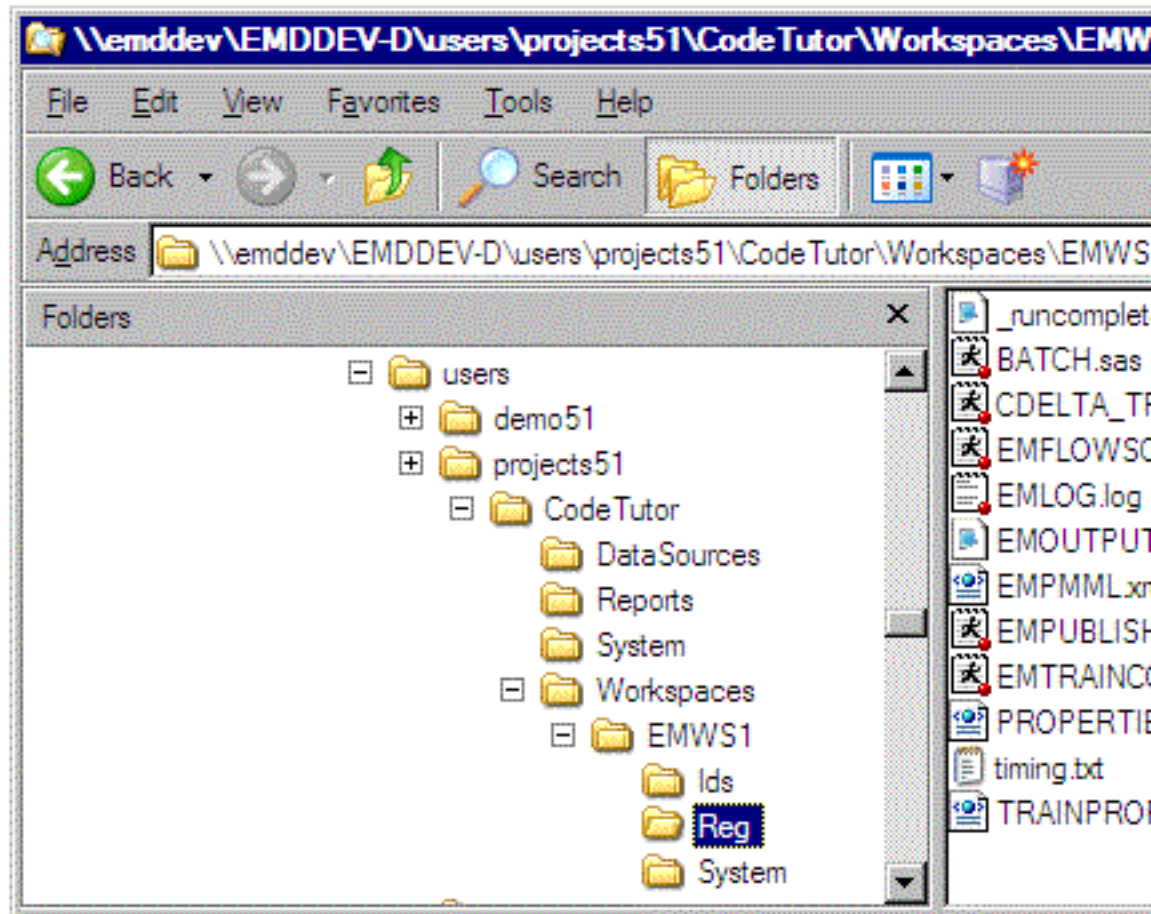 \\emddev\EMDDEV-D\users\projects51\CodeTutor\Workspaces\EMW
File Edit View Favorites Tools Help
Back Search Folders
Address \\emddev\EMDDEV-D\users\projects51\CodeTutor\Workspaces\EMWS
Folders
users
demo51
projects51
CodeTutor
DataSources
Reports
System
Workspaces
EMWS1
Ids
Reg
System
_runcomplet
BATCH.sas
CDELTA_TR
EMFLOWSC
EMLOG.log
EMOUTPUT
EMPMML.xm
EMPUBLISH
EMTRAINCO
PROPERTIE
timing.txt
TRAINPROP